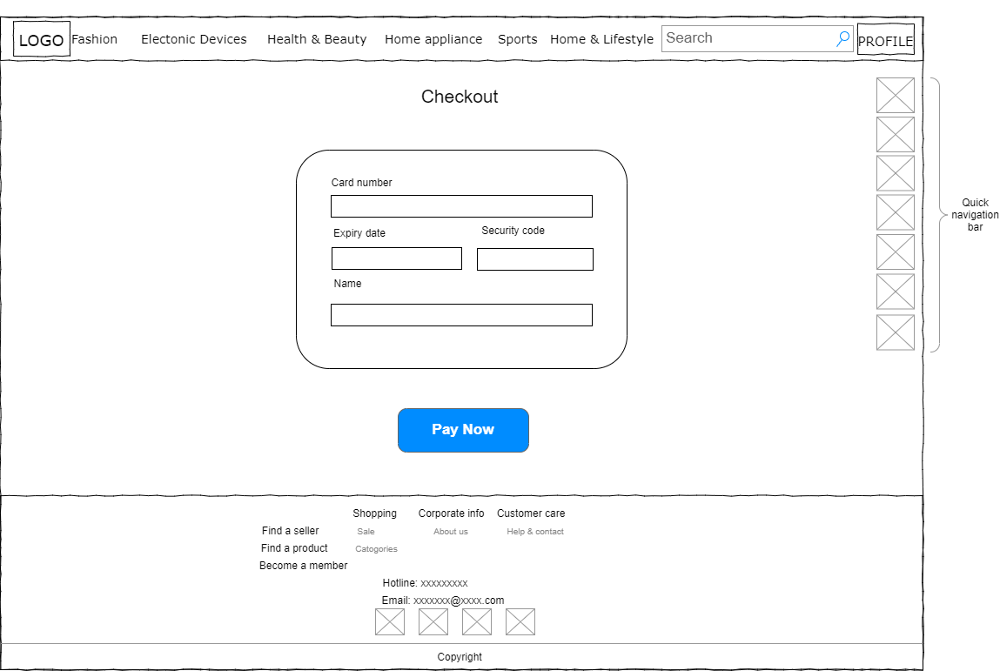 LOGO Fashion Electonic Devices Health & Beauty Home appliance Sports Home & Lifestyle Search PROFILE
Checkout
Card number
Expiry date Security code
Name
Quick
navigation
bar
Pay Now
Shopping Corporate info Customer care
Find a seller Sale About us Help & contact
Find a product Catogories
Become a member
Hotline: xxxxxxxxx
Email: xxxxxxx@xxxx.com
Copyright